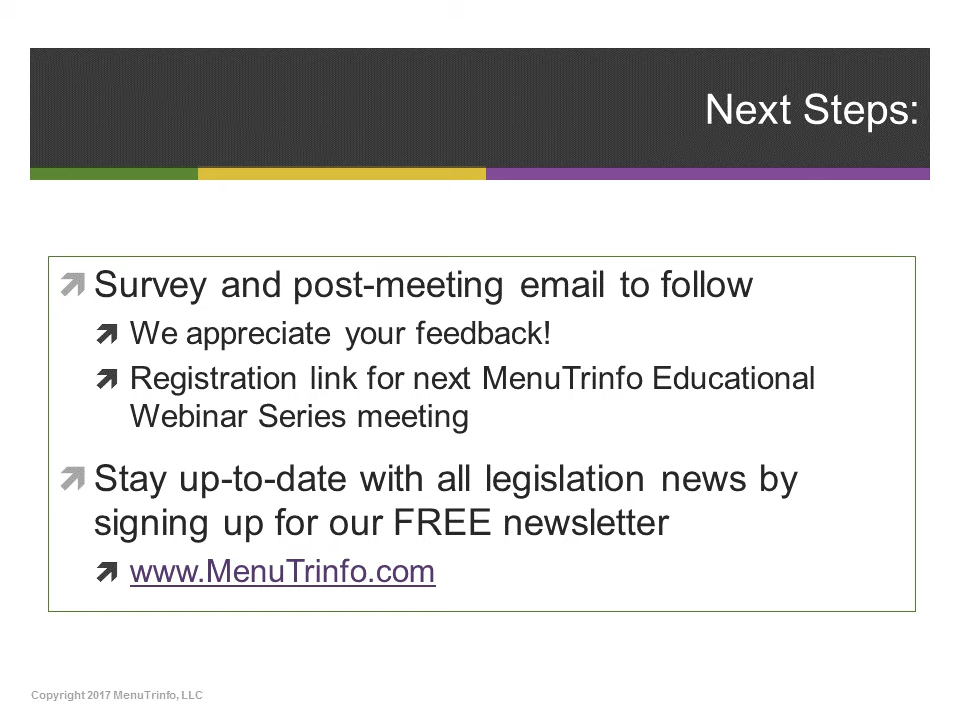 Next Steps:
Survey and post-meeting email to follow
We appreciate your feedback!
Registration link for next MenuTrinfo Educational
Webinar Series meeting
Stay up-to-date with all legislation news by
signing up for our FREE newsletter
www.MenuTrinfo.com
Copyright 2017 MenuTrinfo, LLC